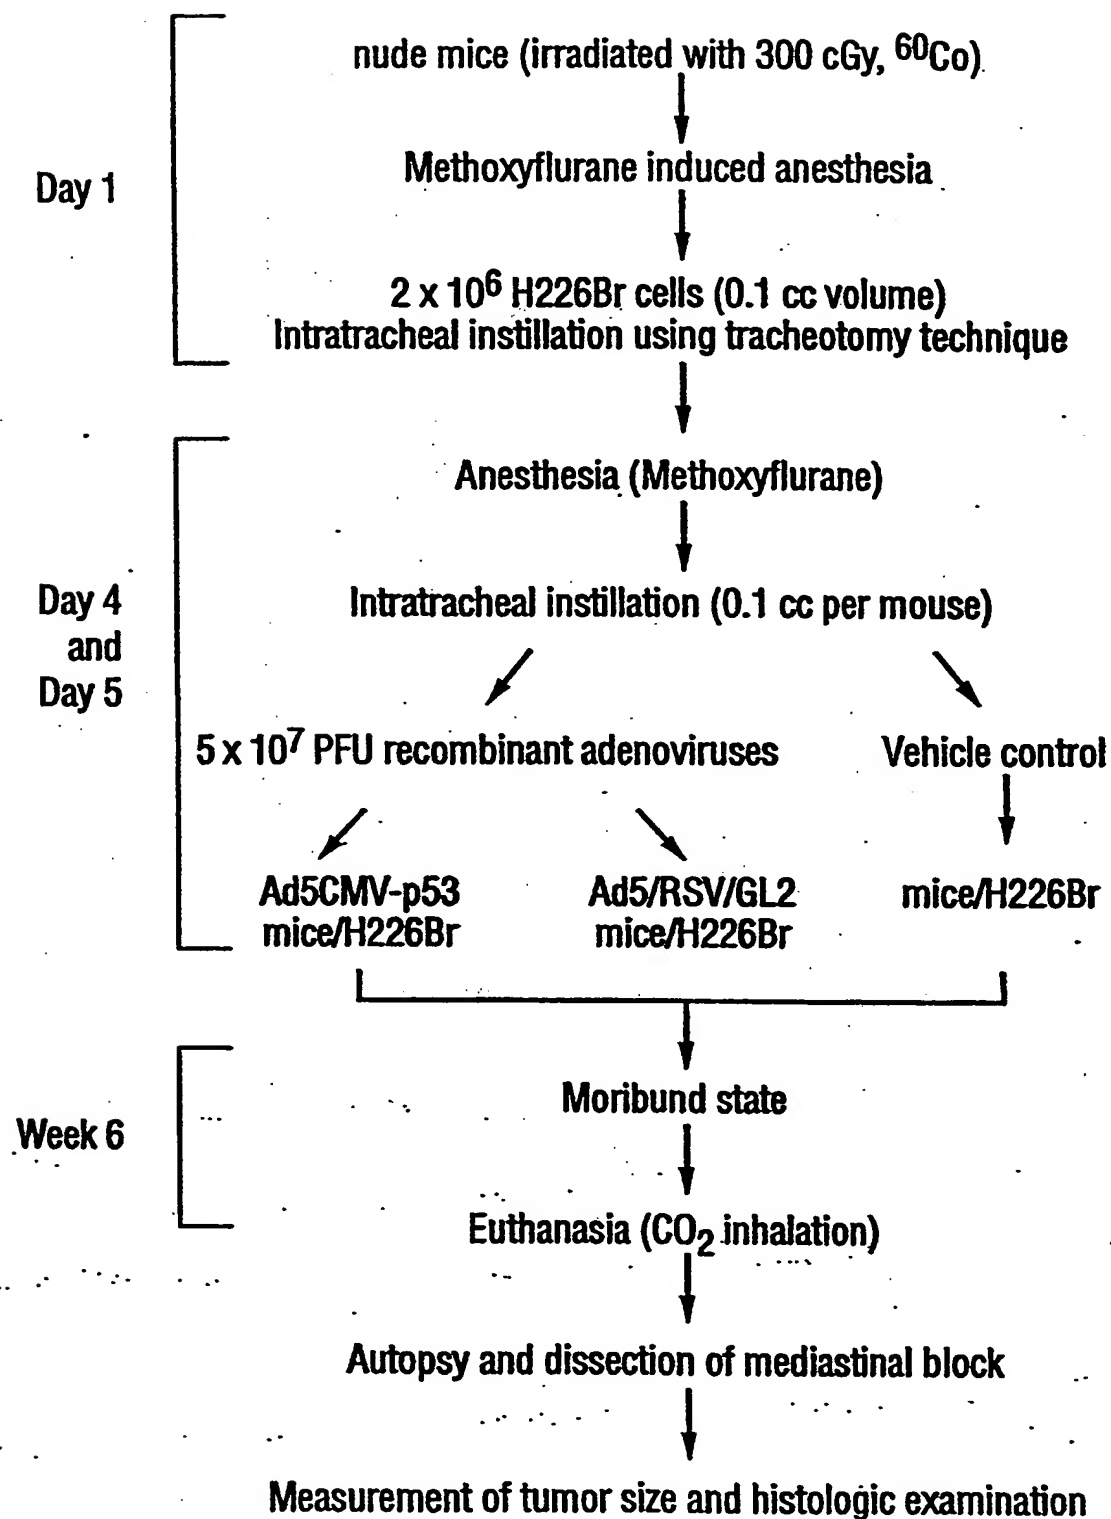 nude mice (irradiated with 300 cGy, ⁶⁰Co)
Day 1
Methoxyflurane induced anesthesia
2 x 10⁶ H226Br cells (0.1 cc volume)
Intratracheal instillation using tracheotomy technique
Anesthesia (Methoxyflurane)
Day 4
and
Day 5
Intratracheal instillation (0.1 cc per mouse)
5 x 10⁷ PFU recombinant adenoviruses
Vehicle control
Ad5CMV-p53
mice/H226Br
Ad5/RSV/GL2
mice/H226Br
mice/H226Br
Week 6
Moribund state
Euthanasia (CO₂ inhalation)
Autopsy and dissection of mediastinal block
Measurement of tumor size and histologic examination